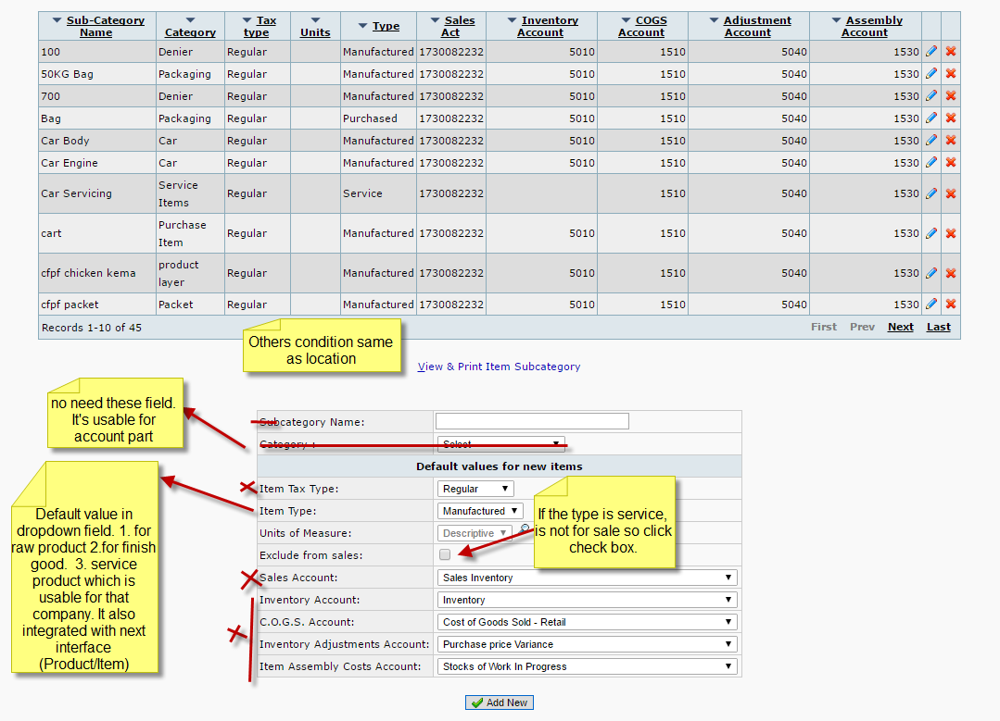 Sub-Category Name Category Tax type Units Type Sales Act Inventory Account COGS Account Adjustment Account Assembly Account
100 Denier Regular Manufactured 1730082232 5010 1510 5040 1530
50KG Bag Packaging Regular Manufactured 1730082232 5010 1510 5040 1530
700 Denier Regular Manufactured 1730082232 5010 1510 5040 1530
Bag Packaging Regular Purchased 1730082232 5010 1510 5040 1530
Car Body Car Regular Manufactured 1730082232 5010 1510 5040 1530
Car Engine Car Regular Manufactured 1730082232 5010 1510 5040 1530
Car Servicing Service Items Regular Service 1730082232 1510 5040 1530
cart Purchase Item Regular Manufactured 1730082232 5010 1510 5040 1530
cfpf chicken kema product layer Regular Manufactured 1730082232 5010 1510 5040 1530
cfpf packet Packet Regular Manufactured 1730082232 5010 1510 5040 1530
Records 1-10 of 45 First Prev Next Last
Others condition same
as location
View & Print Item Subcategory
no need these field.
It's usable for
account part
Subcategory Name:
Category : Select
Default values for new items
Item Tax Type: Regular
Item Type: Manufactured
Units of Measure: Descriptive
Exclude from sales:
Sales Account: Sales Inventory
Inventory Account: Inventory
C.O.G.S. Account: Cost of Goods Sold - Retail
Inventory Adjustments Account: Purchase price Variance
Item Assembly Costs Account: Stocks of Work In Progress
Default value in
dropdown field. 1. for
raw product 2.for finish
good. 3. service
product which is
usable for that
company. It also
integrated with next
interface
(Product/Item)
If the type is service,
is not for sale so click
check box.
Add New